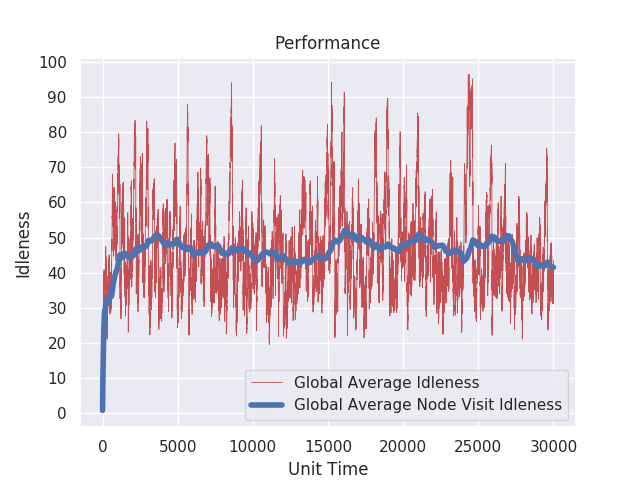 Performance
100
90
80
70
60
50
40
30
20
10
0
Idleness
Global Average Idleness
Global Average Node Visit Idleness
0 5000 10000 15000 20000 25000 30000
Unit Time